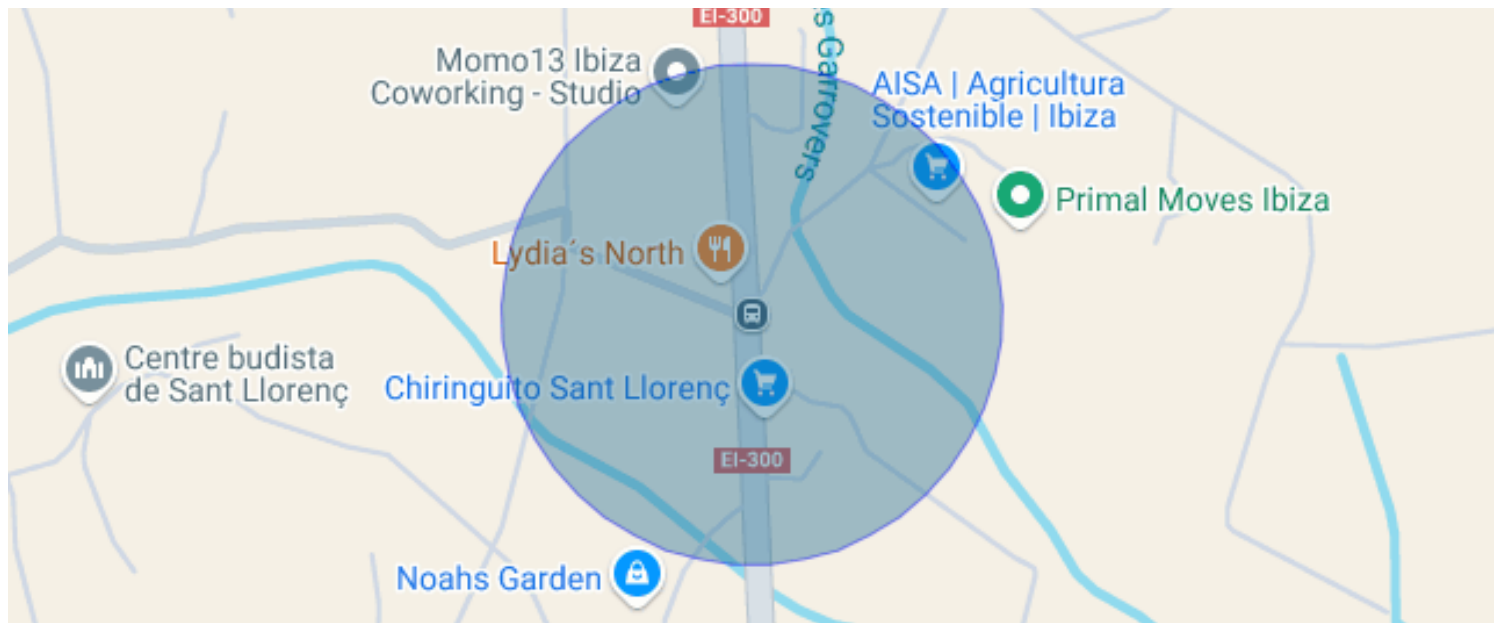 EI-300
Momo13 Ibiza
Coworking - Studio
s Garrovers
AISA | Agricultura
Sostenible | Ibiza
Primal Moves Ibiza
Lydia´s North
Centre budista
de Sant Llorenç
Chiringuito Sant Llorenç
EI-300
Noahs Garden